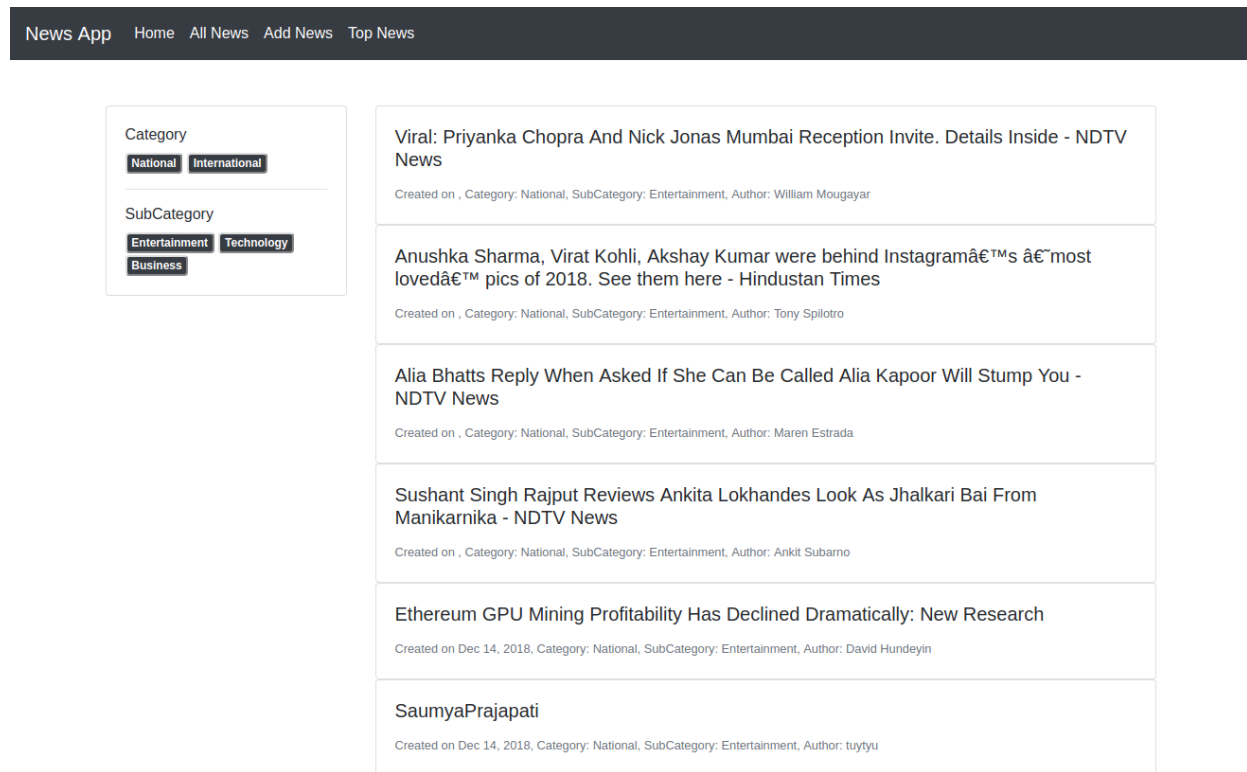 News App Home All News Add News Top News
Category
National International
SubCategory
Entertainment Technology
Business
Viral: Priyanka Chopra And Nick Jonas Mumbai Reception Invite. Details Inside - NDTV
News
Created on , Category: National, SubCategory: Entertainment, Author: William Mougayar
Anushka Sharma, Virat Kohli, Akshay Kumar were behind Instagramâ€™s â€˜most
lovedâ€™ pics of 2018. See them here - Hindustan Times
Created on , Category: National, SubCategory: Entertainment, Author: Tony Spilotro
Alia Bhatts Reply When Asked If She Can Be Called Alia Kapoor Will Stump You -
NDTV News
Created on , Category: National, SubCategory: Entertainment, Author: Maren Estrada
Sushant Singh Rajput Reviews Ankita Lokhandes Look As Jhalkari Bai From
Manikarnika - NDTV News
Created on , Category: National, SubCategory: Entertainment, Author: Ankit Subarno
Ethereum GPU Mining Profitability Has Declined Dramatically: New Research
Created on Dec 14, 2018, Category: National, SubCategory: Entertainment, Author: David Hundeyin
SaumyaPrajapati
Created on Dec 14, 2018, Category: National, SubCategory: Entertainment, Author: tuytyu